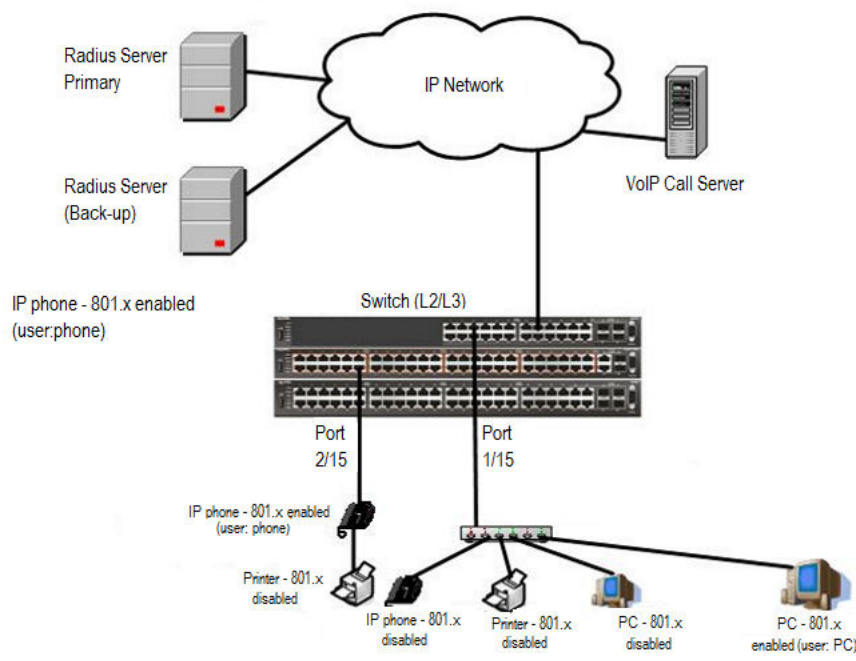 Radius Server
Primary
IP Network
VoIP Call Server
Radius Server
(Back-up)
IP phone - 801.x enabled
(user:phone)
Switch (L2/L3)
Port
2/15
Port
1/15
IP phone - 801.x enabled
(user: phone)
Printer - 801.x
disabled
IP phone - 801.x
disabled
Printer - 801.x
disabled
PC - 801.x
disabled
PC - 801.x
enabled (user: PC)